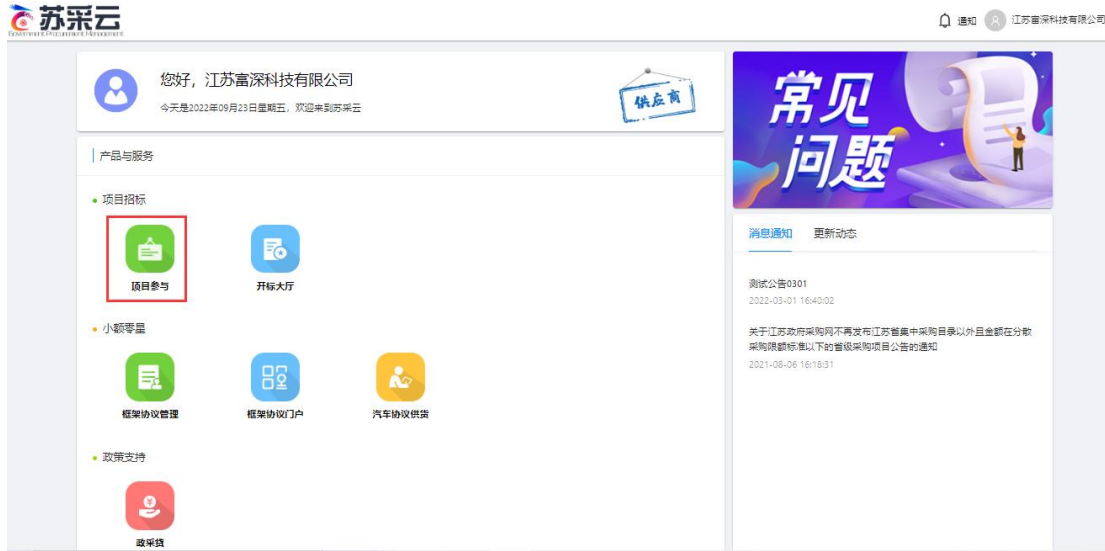 苏采云
Government Procurement Management
通知
江苏富深科技有限公司
您好，江苏富深科技有限公司
今天是2022年09月23日星期五，欢迎来到苏采云
供应商
常见
问题
产品与服务
项目招标
项目参与
开标大厅
小额零星
框架协议管理
框架协议门户
汽车协议供货
政策支持
政采贷
消息通知
更新动态
测试公告0301
2022-03-01 16:40:02
关于江苏政府采购网不再发布江苏省集中采购目录以外且金额在分散
采购限额标准以下的省级采购项目公告的通知
2021-08-06 16:18:31